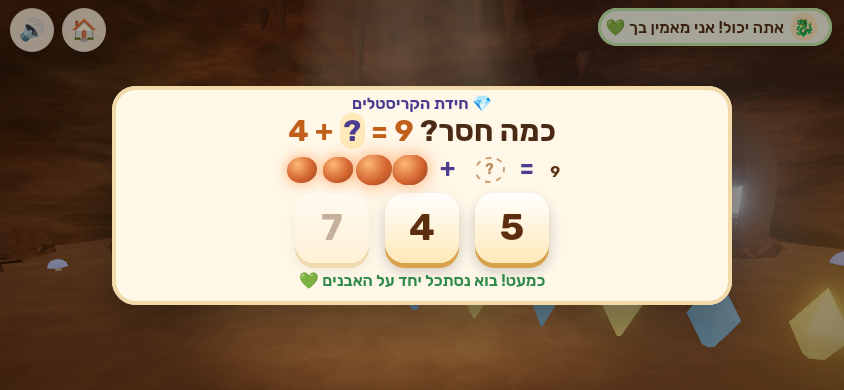 אתה יכול! אני מאמין בך 💚
💎 חידת הקריסטלים
כמה חסר? 4 + ? = 9
+ ? = 9
7 4 5
כמעט! בוא נסתכל יחד על האבנים 💚